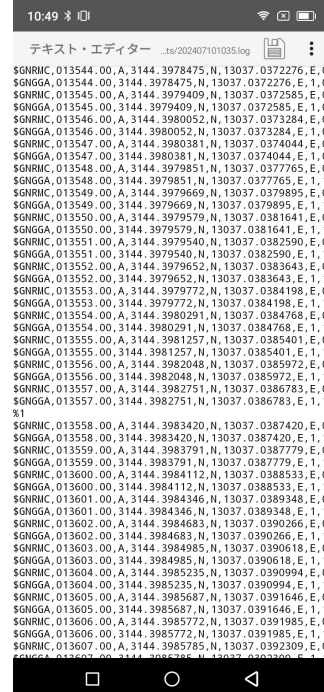 10:49
テキスト・エディター ...ts/202407101035.log
$GNRMC,013544.00,A,3144.3978475,N,13037.0372276,E,
$GNGGA,013544.00,3144.3978475,N,13037.0372276,E,1,
$GNRMC,013545.00,A,3144.3979409,N,13037.0372585,E,
$GNGGA,013545.00,3144.3979409,N,13037.0372585,E,1,
$GNRMC,013546.00,A,3144.3980052,N,13037.0373284,E,
$GNGGA,013546.00,3144.3980052,N,13037.0373284,E,1,
$GNRMC,013547.00,A,3144.3980381,N,13037.0374044,E,
$GNGGA,013547.00,3144.3980381,N,13037.0374044,E,1,
$GNRMC,013548.00,A,3144.3979851,N,13037.0377765,E,
$GNGGA,013548.00,3144.3979851,N,13037.0377765,E,1,
$GNRMC,013549.00,A,3144.3979669,N,13037.0379895,E,
$GNGGA,013549.00,3144.3979669,N,13037.0379895,E,1,
$GNRMC,013550.00,A,3144.3979579,N,13037.0381641,E,
$GNGGA,013550.00,3144.3979579,N,13037.0381641,E,1,
$GNRMC,013551.00,A,3144.3979540,N,13037.0382590,E,
$GNGGA,013551.00,3144.3979540,N,13037.0382590,E,1,
$GNRMC,013552.00,A,3144.3979652,N,13037.0383643,E,
$GNGGA,013552.00,3144.3979652,N,13037.0383643,E,1,
$GNRMC,013553.00,A,3144.3979772,N,13037.0384198,E,
$GNGGA,013553.00,3144.3979772,N,13037.0384198,E,1,
$GNRMC,013554.00,A,3144.3980291,N,13037.0384768,E,
$GNGGA,013554.00,3144.3980291,N,13037.0384768,E,1,
$GNRMC,013555.00,A,3144.3981257,N,13037.0385401,E,
$GNGGA,013555.00,3144.3981257,N,13037.0385401,E,1,
$GNRMC,013556.00,A,3144.3982048,N,13037.0385972,E,
$GNGGA,013556.00,3144.3982048,N,13037.0385972,E,1,
$GNRMC,013557.00,A,3144.3982751,N,13037.0386783,E,
$GNGGA,013557.00,3144.3982751,N,13037.0386783,E,1,
%1
$GNRMC,013558.00,A,3144.3983420,N,13037.0387420,E,
$GNGGA,013558.00,3144.3983420,N,13037.0387420,E,1,
$GNRMC,013559.00,A,3144.3983791,N,13037.0387779,E,
$GNGGA,013559.00,3144.3983791,N,13037.0387779,E,1,
$GNRMC,013600.00,A,3144.3984112,N,13037.0388533,E,
$GNGGA,013600.00,3144.3984112,N,13037.0388533,E,1,
$GNRMC,013601.00,A,3144.3984346,N,13037.0389348,E,
$GNGGA,013601.00,3144.3984346,N,13037.0389348,E,1,
$GNRMC,013602.00,A,3144.3984683,N,13037.0390266,E,
$GNGGA,013602.00,3144.3984683,N,13037.0390266,E,1,
$GNRMC,013603.00,A,3144.3984985,N,13037.0390618,E,
$GNGGA,013603.00,3144.3984985,N,13037.0390618,E,1,
$GNRMC,013604.00,A,3144.3985235,N,13037.0390994,E,
$GNGGA,013604.00,3144.3985235,N,13037.0390994,E,1,
$GNRMC,013605.00,A,3144.3985687,N,13037.0391646,E,
$GNGGA,013605.00,3144.3985687,N,13037.0391646,E,1,
$GNRMC,013606.00,A,3144.3985772,N,13037.0391985,E,
$GNGGA,013606.00,3144.3985772,N,13037.0391985,E,1,
$GNRMC,013607.00,A,3144.3985785,N,13037.0392309,E,
$GNGGA,013607.00,3144.3985785,N,13037.0392309,E,1,